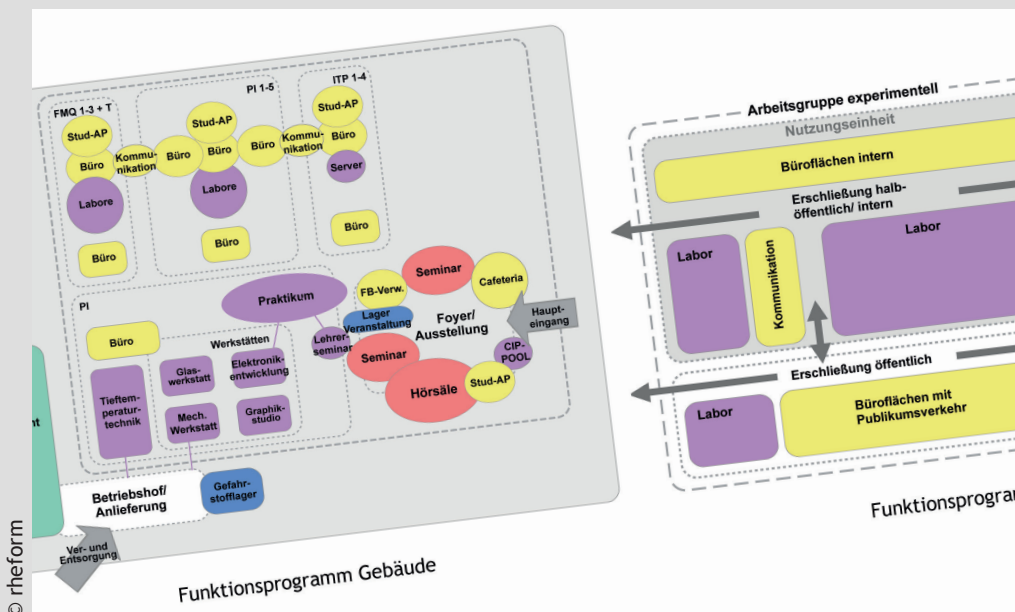 FMQ 1-3 + T
PI 1-5
ITP 1-4
Stud-AP
Büro
Kommu-
nikation
Büro
Stud-AP
Büro
Büro
Kommu-
nikation
Stud-AP
Büro
Server
Labore
Labore
Büro
Büro
Büro
PI
Praktikum
FB-Verw.
Seminar
Cafeteria
Lager
Veranstaltung
Foyer/
Ausstellung
Haupt-
eingang
Büro
Werkstätten
Lehrer-
seminar
Seminar
CIP-
POOL
Glas-
werkstatt
Elektronik-
entwicklung
Hörsäle
Stud-AP
Tieftem-
peratur-
technik
Mech.
Werkstatt
Graphik-
studio
Betriebshof/
Anlieferung
Gefahr-
stofflager
Ver- und
Entsorgung
Funktionsprogramm Gebäude
Arbeitsgruppe experimentell
Nutzungseinheit
Büroflächen intern
Erschließung halb-
öffentlich/ intern
Labor
Kommunikation
Labor
Erschließung öffentlich
Labor
Büroflächen mit
Publikumsverkehr
© rheform